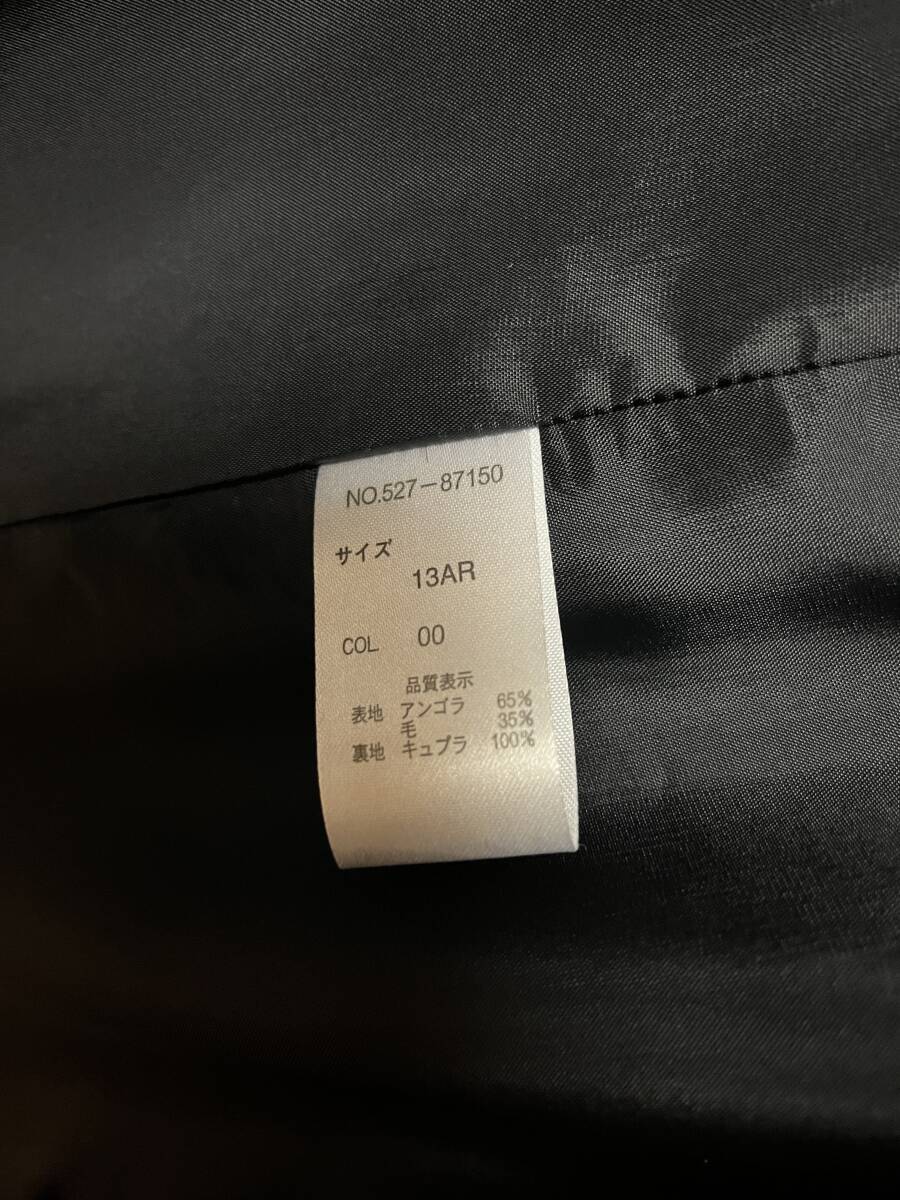 NO.527-87150
サイズ
13AR
COL 00
品質表示
表地 アンゴラ 65%
毛 35%
裏地 キュプラ 100%